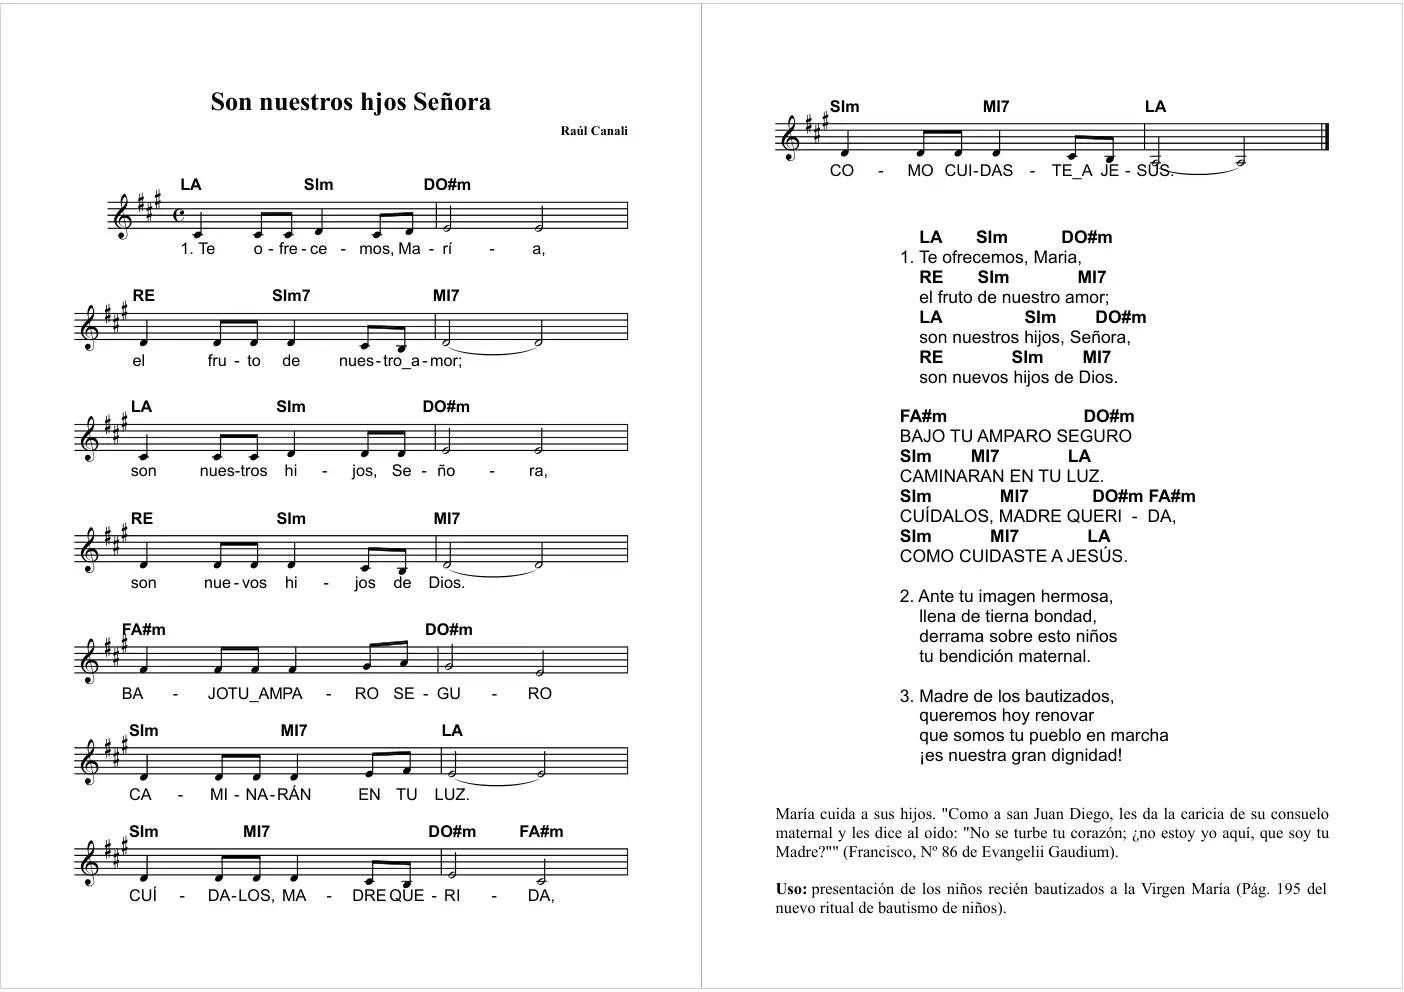 Son nuestros hjos Señora
Raúl Canali
LA SIm DO#m
1. Te o - fre - ce - mos, Ma - rí - a,
RE SIm7 MI7
el fru - to de nues - tro_a - mor;
LA SIm DO#m
son nues-tros hi - jos, Se - ño - ra,
RE SIm MI7
son nue - vos hi - jos de Dios.
FA#m DO#m
BA - JOTU_AMPA - RO SE - GU - RO
SIm MI7 LA
CA - MI - NA - RÁN EN TU LUZ.
SIm MI7 DO#m FA#m
CUÍ - DA-LOS, MA - DRE QUE - RI - DA,
SIm MI7 LA
CO - MO CUI-DAS - TE_A JE - SÚS.
LA SIm DO#m
1. Te ofrecemos, Maria,
RE SIm MI7
el fruto de nuestro amor;
LA SIm DO#m
son nuestros hijos, Señora,
RE SIm MI7
son nuevos hijos de Dios.
FA#m DO#m
BAJO TU AMPARO SEGURO
SIm MI7 LA
CAMINARAN EN TU LUZ.
SIm MI7 DO#m FA#m
CUÍDALOS, MADRE QUERI - DA,
SIm MI7 LA
COMO CUIDASTE A JESÚS.
2. Ante tu imagen hermosa,
llena de tierna bondad,
derrama sobre esto niños
tu bendición maternal.
3. Madre de los bautizados,
queremos hoy renovar
que somos tu pueblo en marcha
¡es nuestra gran dignidad!
María cuida a sus hijos. "Como a san Juan Diego, les da la caricia de su consuelo
maternal y les dice al oído: "No se turbe tu corazón; ¿no estoy yo aquí, que soy tu
Madre?"" (Francisco, Nº 86 de Evangelii Gaudium).
Uso: presentación de los niños recién bautizados a la Virgen María (Pág. 195 del
nuevo ritual de bautismo de niños).